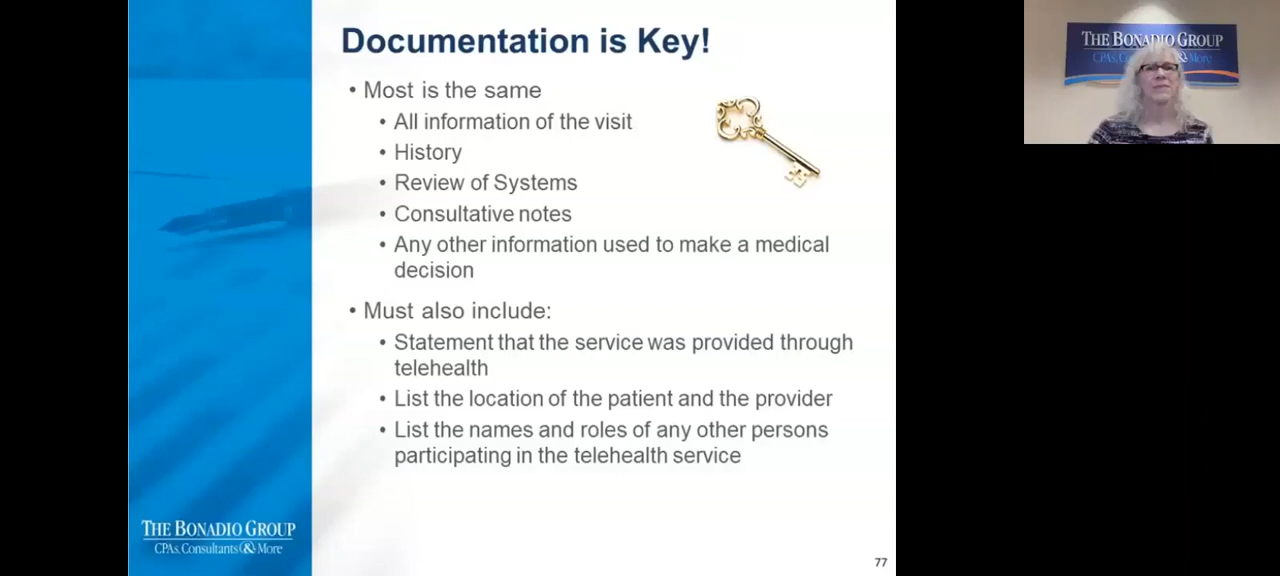 Documentation is Key!
• Most is the same
• All information of the visit
• History
• Review of Systems
• Consultative notes
• Any other information used to make a medical
decision
• Must also include:
• Statement that the service was provided through
telehealth
• List the location of the patient and the provider
• List the names and roles of any other persons
participating in the telehealth service
THE BONADIO GROUP
CPAs, Consultants & More
77
THE BONADIO GROUP
CPAs, & More